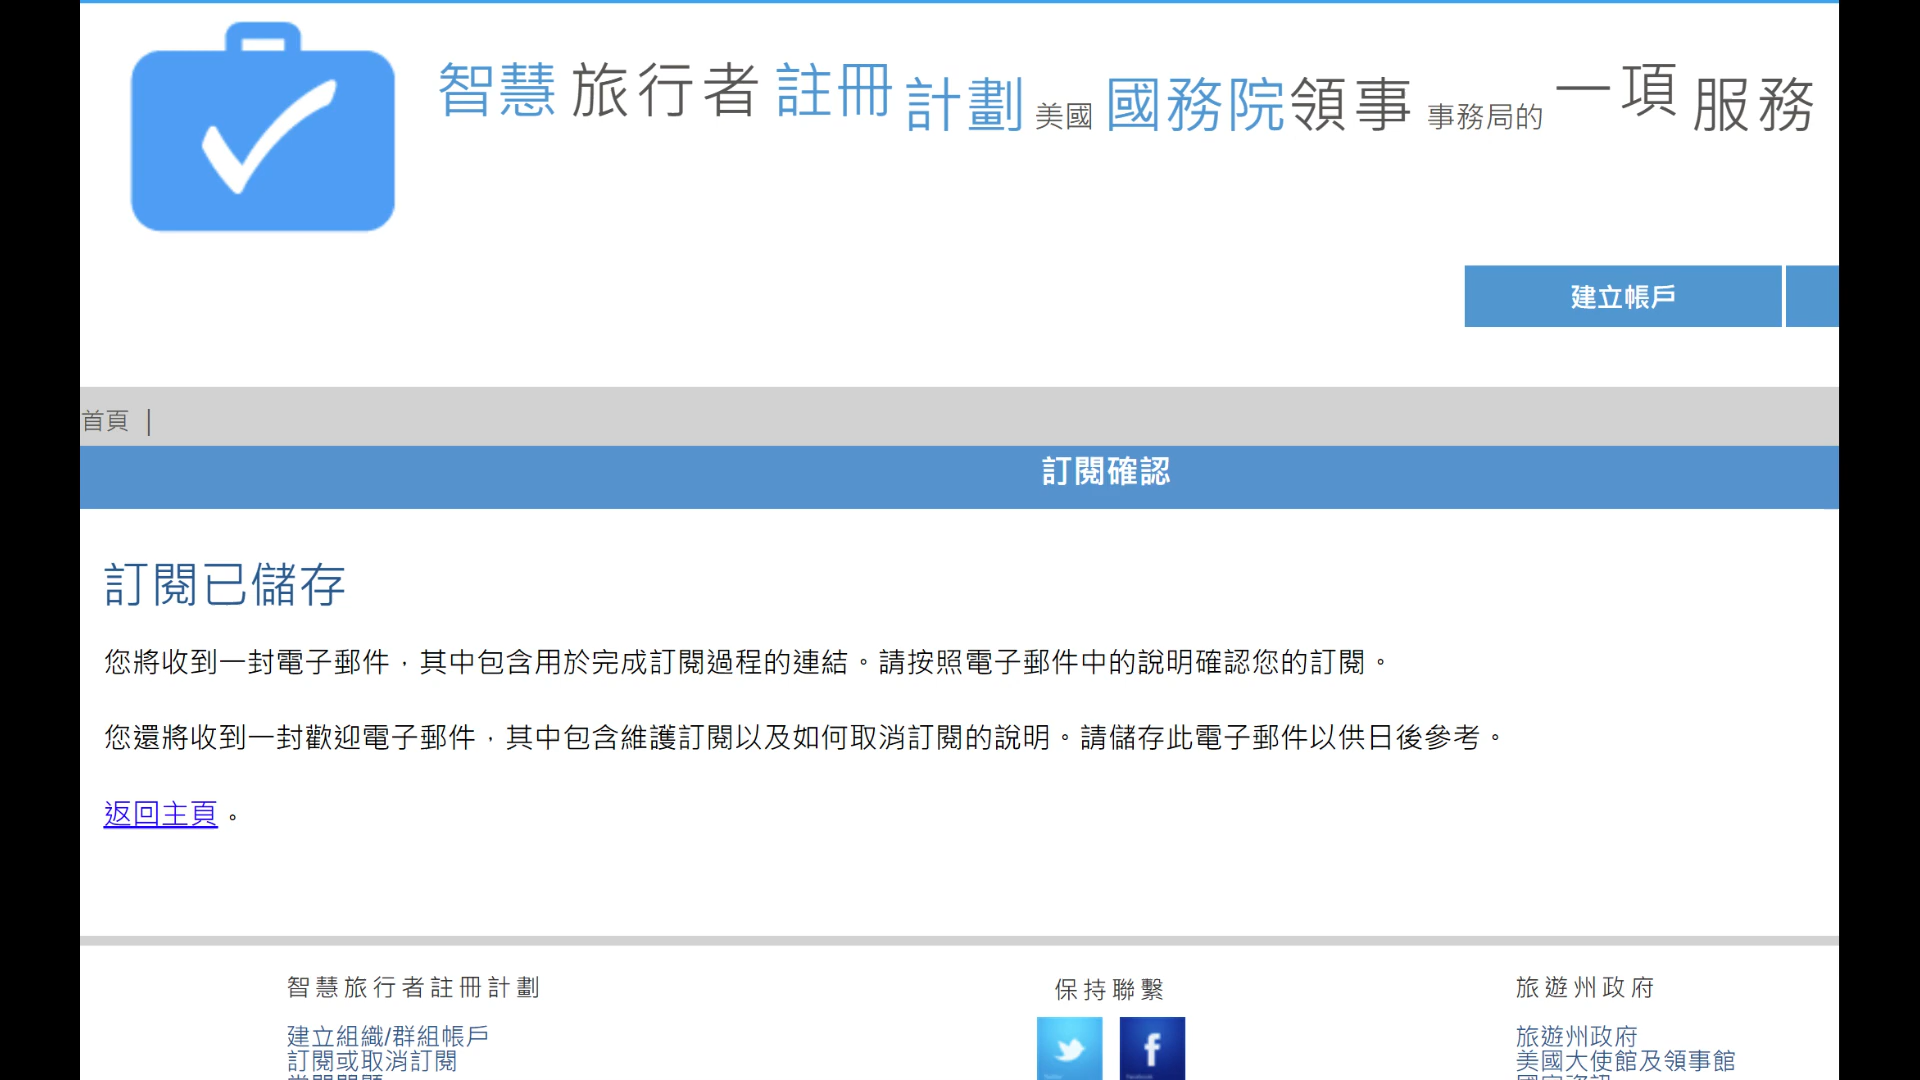 智慧 旅行者 註冊 計劃 美國 國務院領事 事務局的 一項 服務
建立帳戶
首頁 |
訂閱確認
訂閱已儲存
您將收到一封電子郵件，其中包含用於完成訂閱過程的連結。請按照電子郵件中的說明確認您的訂閱。
您還將收到一封歡迎電子郵件，其中包含維護訂閱以及如何取消訂閱的說明。請儲存此電子郵件以供日後參考。
返回主頁。
智慧旅行者註冊計劃
建立組織/群組帳戶
訂閱或取消訂閱
保持聯繫
旅遊州政府
旅遊州政府
美國大使館及領事館